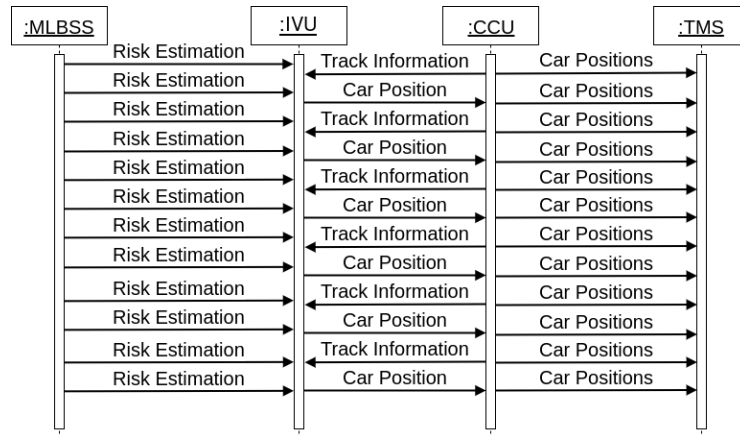 :MLBSS :IVU :CCU :TMS
Risk Estimation Track Information Car Positions
Risk Estimation Car Position Car Positions
Risk Estimation Track Information Car Positions
Risk Estimation Car Position Car Positions
Risk Estimation Track Information Car Positions
Risk Estimation Car Position Car Positions
Risk Estimation Track Information Car Positions
Risk Estimation Car Position Car Positions
Risk Estimation Track Information Car Positions
Risk Estimation Car Position Car Positions
Risk Estimation Track Information Car Positions
Risk Estimation Car Position Car Positions